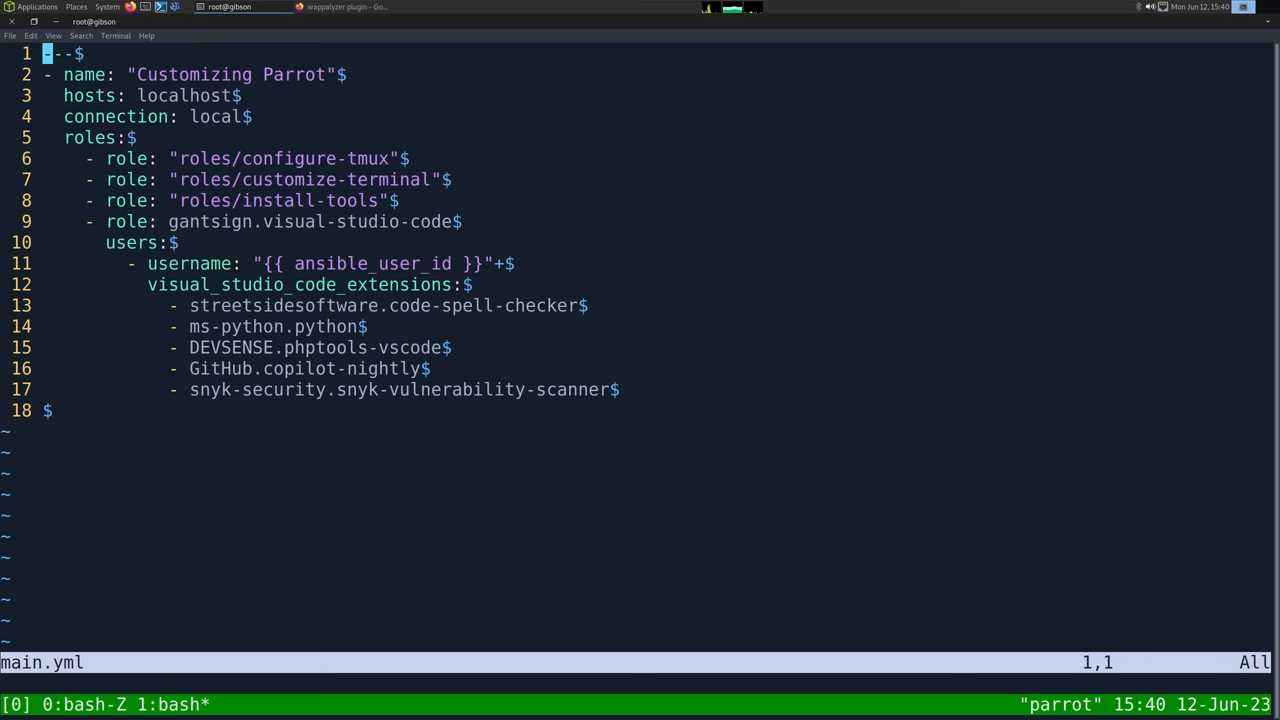 Applications Places System root@gibson wappalyzer plugin - Go... Mon Jun 12, 15:40
root@gibson
File Edit View Search Terminal Help
1 ---$
2 - name: "Customizing Parrot"$
3   hosts: localhost$
4   connection: local$
5   roles:$
6     - role: "roles/configure-tmux"$
7     - role: "roles/customize-terminal"$
8     - role: "roles/install-tools"$
9     - role: gantsign.visual-studio-code$
10       users:$
11         - username: "{{ ansible_user_id }}"+$
12           visual_studio_code_extensions:$
13             - streetsidesoftware.code-spell-checker$
14             - ms-python.python$
15             - DEVSENSE.phptools-vscode$
16             - GitHub.copilot-nightly$
17             - snyk-security.snyk-vulnerability-scanner$
18 $
~
~
~
~
~
~
~
~
~
~
~
main.yml 1,1 All
[0] 0:bash-Z 1:bash* "parrot" 15:40 12-Jun-23